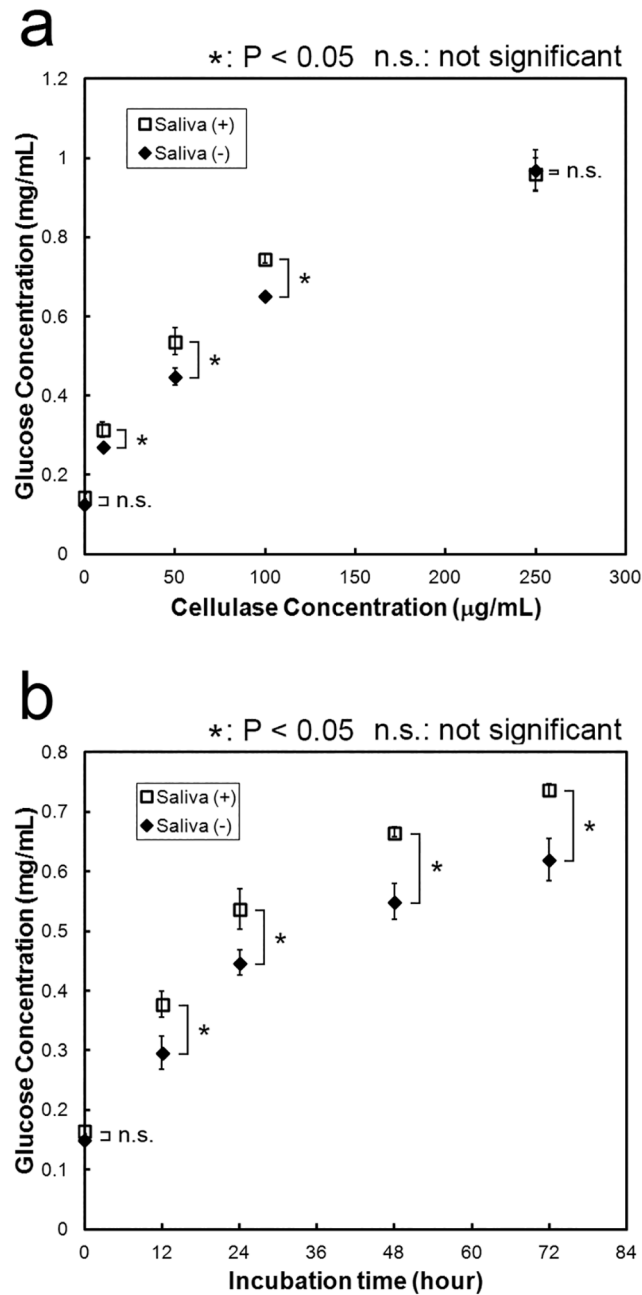 a
*: P < 0.05 n.s.: not significant
1.2
1
0.8
0.6
0.4
0.2
0
Glucose Concentration (mg/mL)
Saliva (+)
Saliva (-)
n.s.
*
*
*
n.s.
0 50 100 150 200 250 300
Cellulase Concentration (μg/mL)
b
*: P < 0.05 n.s.: not significant
0.8
0.7
0.6
0.5
0.4
0.3
0.2
0.1
0
Glucose Concentration (mg/mL)
Saliva (+)
Saliva (-)
*
*
*
*
n.s.
0 12 24 36 48 60 72 84
Incubation time (hour)